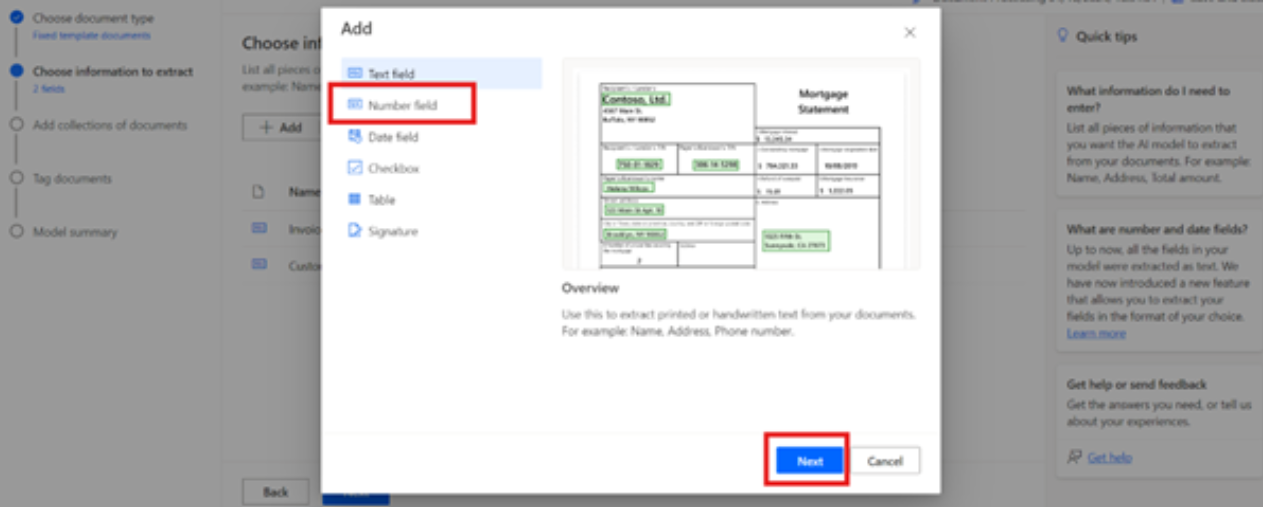 Choose document type
Fixed template documents
Choose information to extract
2 fields
Add collections of documents
Tag documents
Model summary
Choose inf
List all pieces o
example: Name
+ Add
Name
Invoic
Custo
Back
Add
Text field
Number field
Date field
Checkbox
Table
Signature
Contoso, Ltd.
4567 Main St.
Buffalo, NY 90852
Mortgage
Statement
Overview
Use this to extract printed or handwritten text from your documents.
For example: Name, Address, Phone number.
Next
Cancel
Quick tips
What information do I need to
enter?
List all pieces of information that
you want the AI model to extract
from your documents. For example:
Name, Address, Total amount.
What are number and date fields?
Up to now, all the fields in your
model were extracted as text. We
have now introduced a new feature
that allows you to extract your
fields in the format of your choice.
Learn more
Get help or send feedback
Get the answers you need, or tell us
about your experiences.
Get help